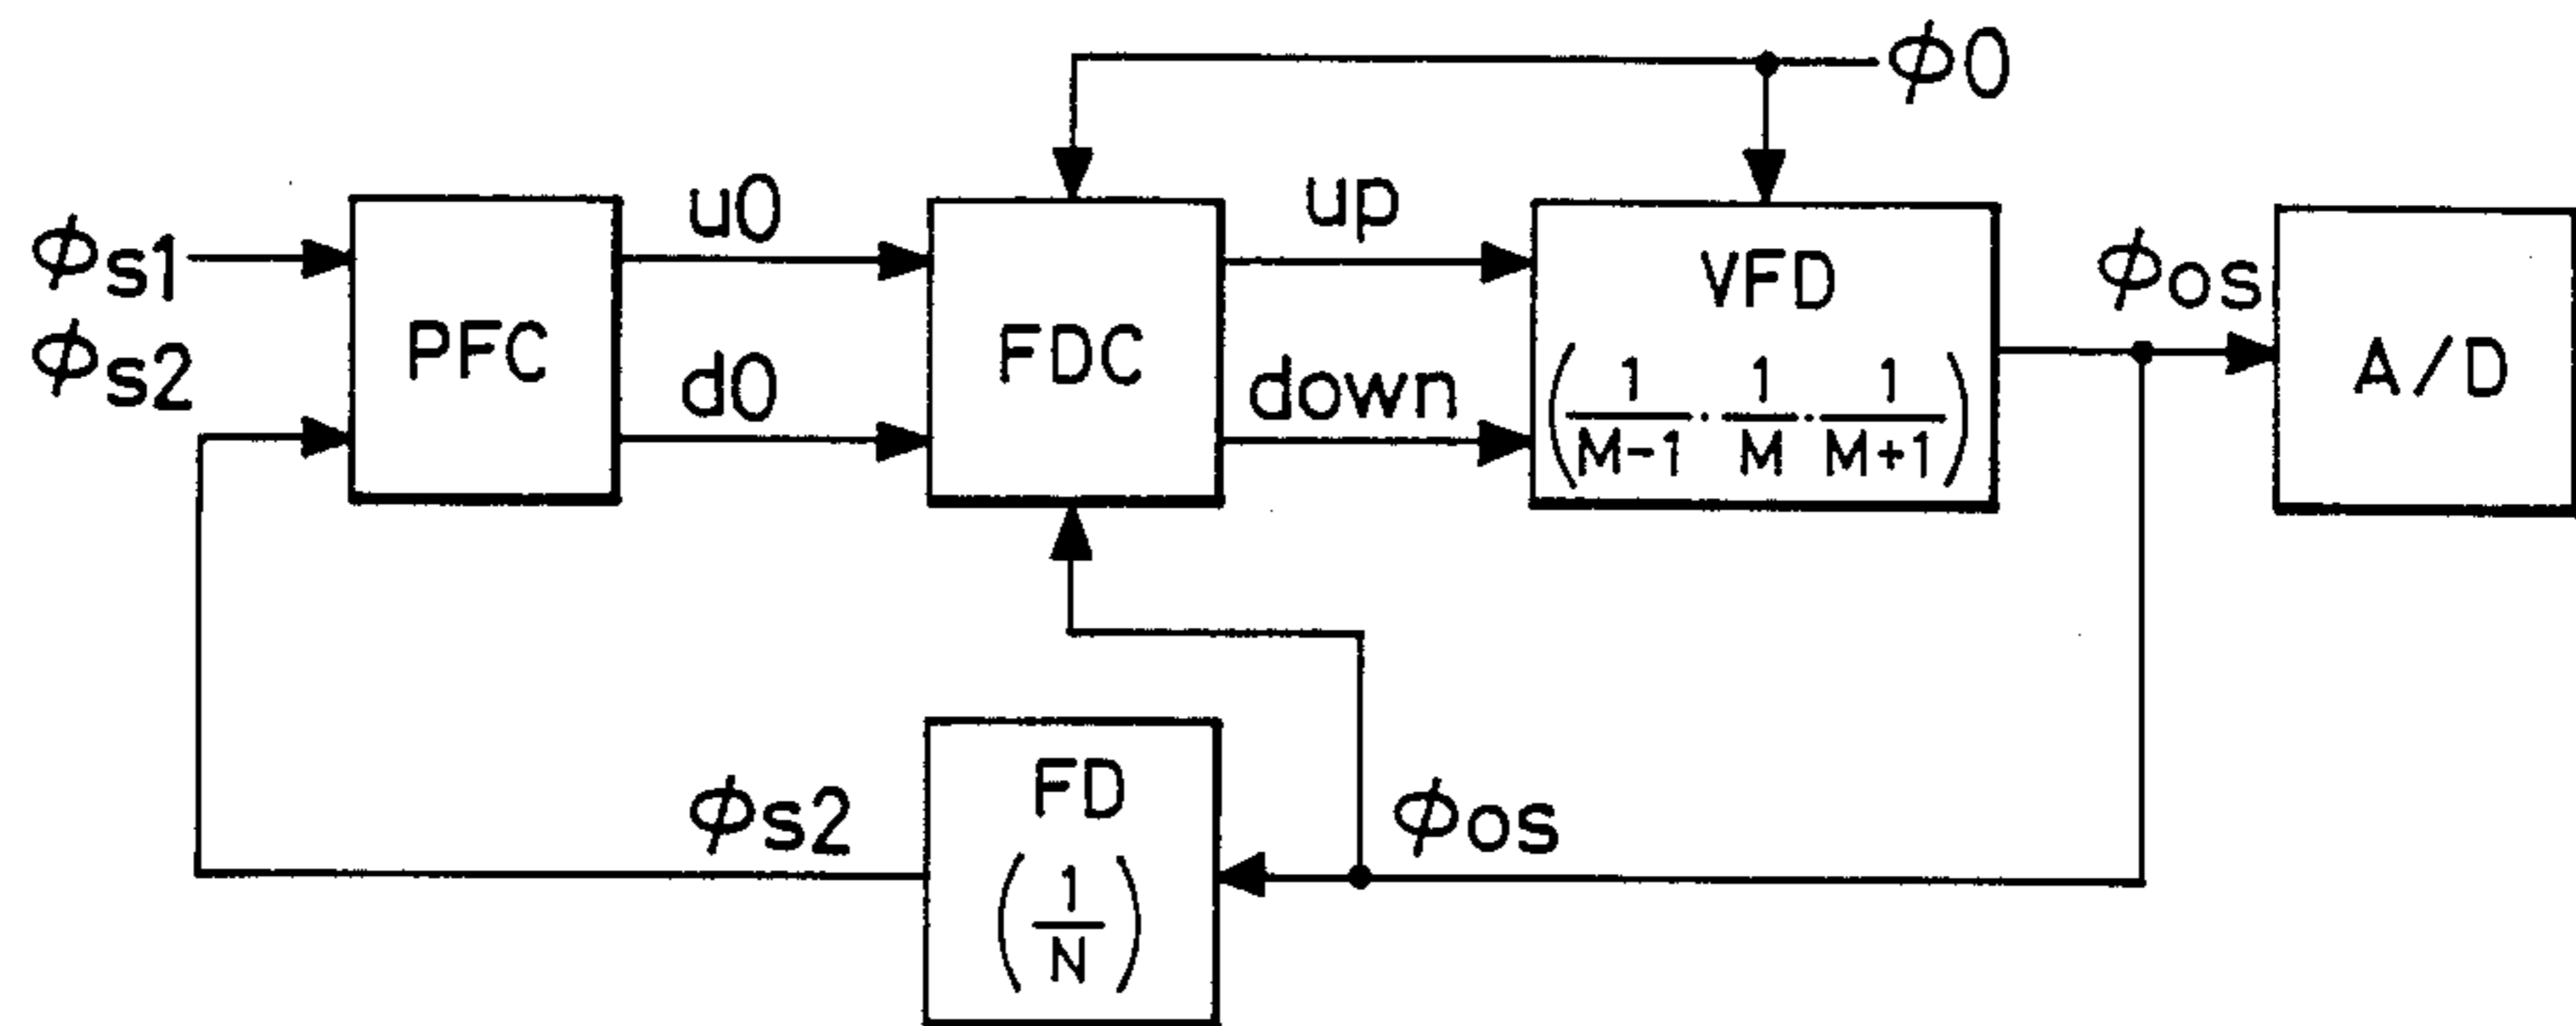 ϕ0
ϕs1
ϕs2
PFC
u0
d0
FDC
up
down
VFD
(1/M-1 · 1/M · 1/M+1)
ϕos
A/D
ϕs2
FD
(1/N)
ϕos